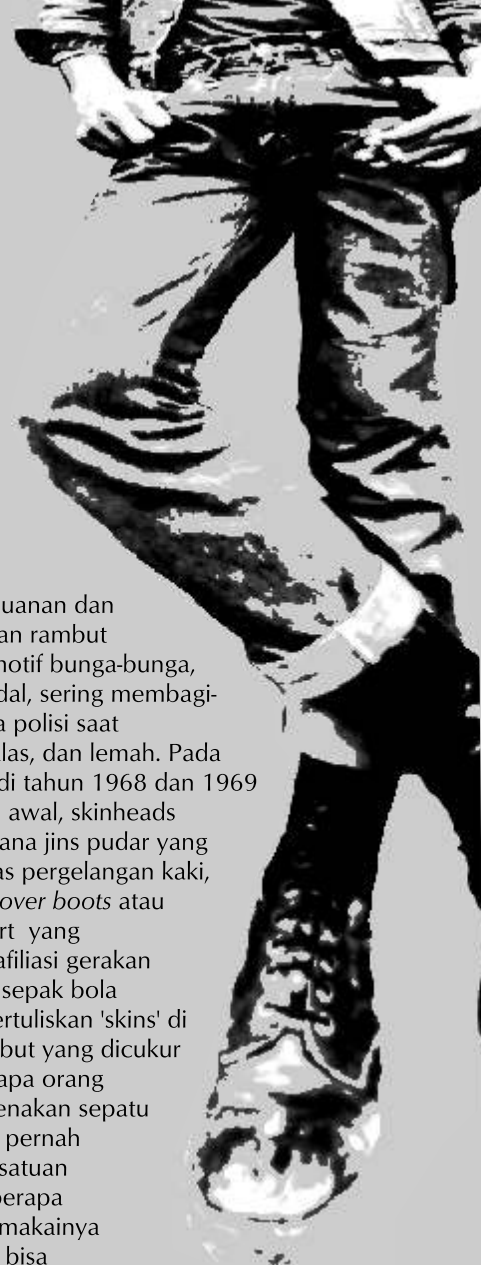 uanan dan
an rambut
notif bunga-bunga,
dal, sering membagi-
a polisi saat
las, dan lemah. Pada
di tahun 1968 dan 1969
awal, skinheads
ana jins pudar yang
as pergelangan kaki,
over boots atau
rt yang
afiliasi gerakan
sepak bola
ertuliskan 'skins' di
but yang dicukur
apa orang
enakan sepatu
pernah
satuan
berapa
makainya
bisa